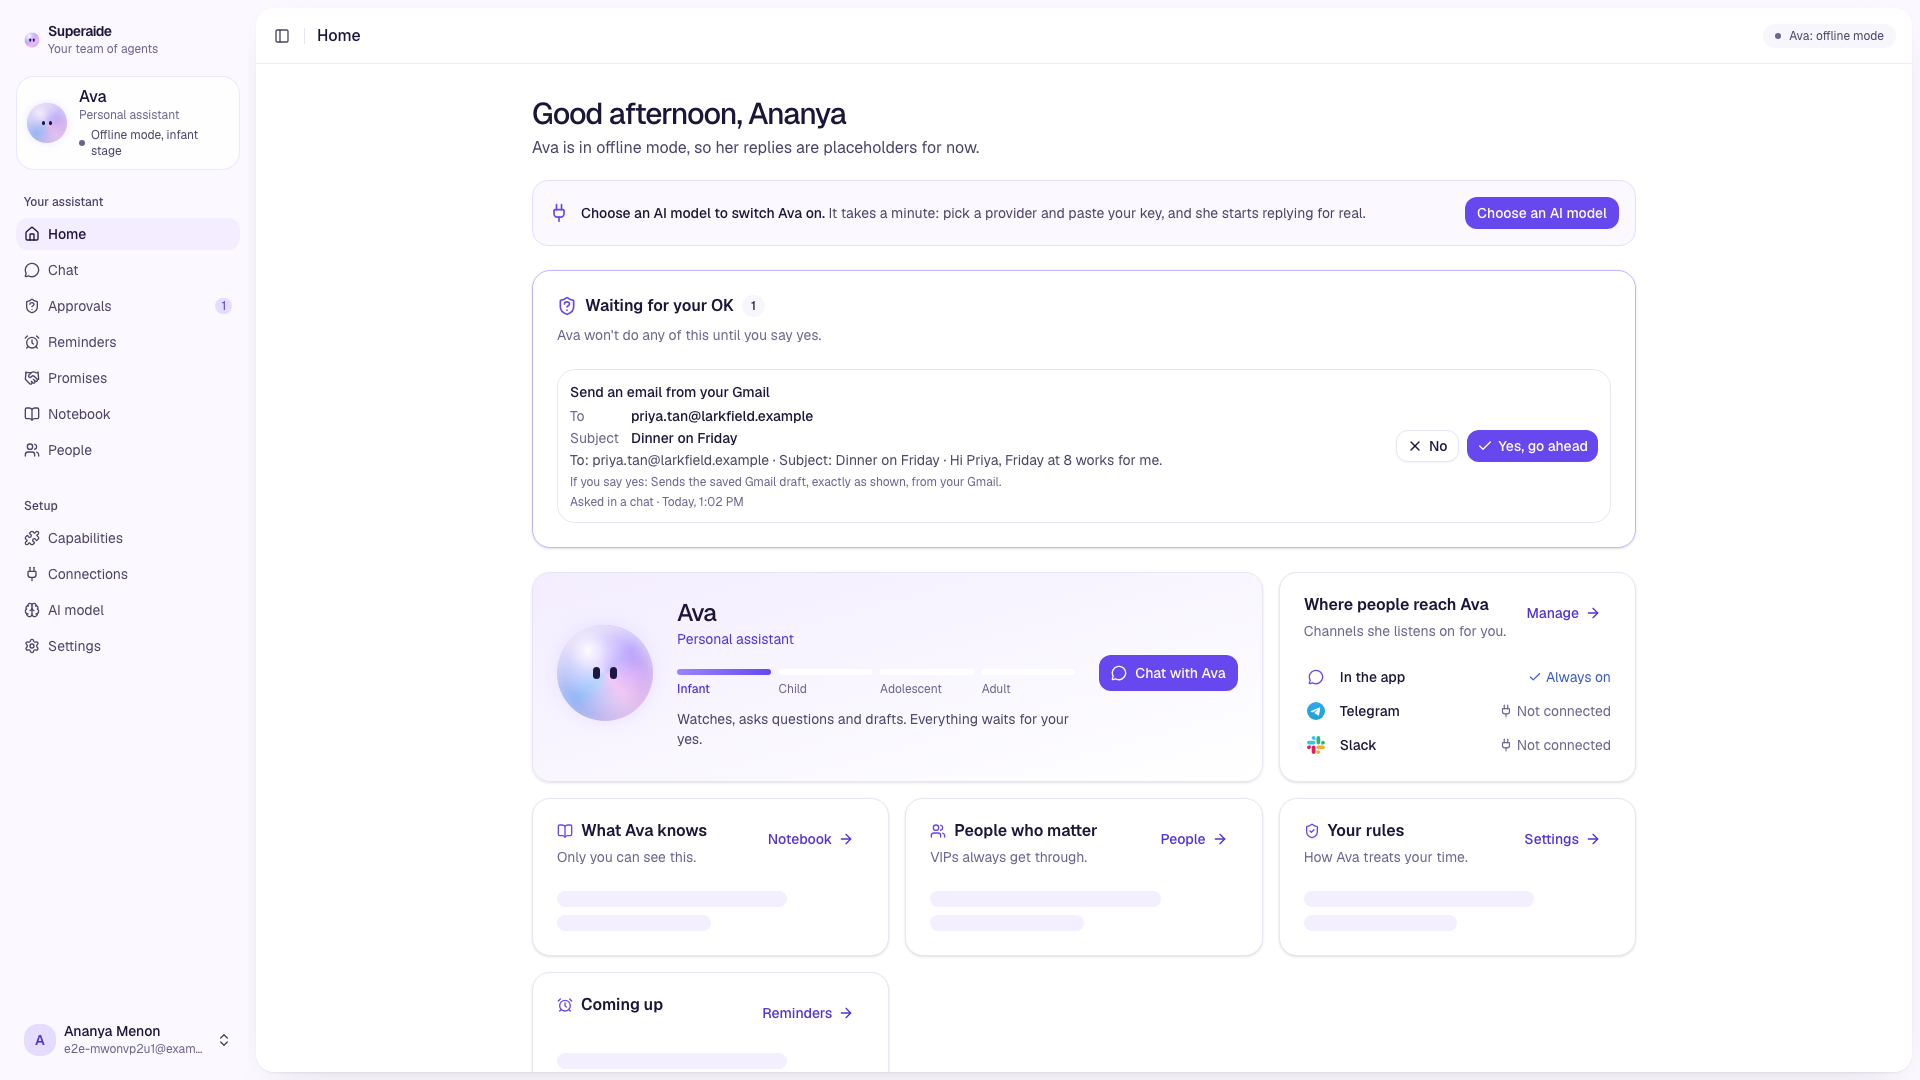 Superaide
Your team of agents
Ava
Personal assistant
Offline mode, infant
stage
Your assistant
Home
Chat
Approvals 1
Reminders
Promises
Notebook
People
Setup
Capabilities
Connections
AI model
Settings
A
Ananya Menon
e2e-mwonvp2u1@exam...
Home
Ava: offline mode
Good afternoon, Ananya
Ava is in offline mode, so her replies are placeholders for now.
Choose an AI model to switch Ava on. It takes a minute: pick a provider and paste your key, and she starts replying for real.
Choose an AI model
Waiting for your OK 1
Ava won't do any of this until you say yes.
Send an email from your Gmail
To priya.tan@larkfield.example
Subject Dinner on Friday
To: priya.tan@larkfield.example · Subject: Dinner on Friday · Hi Priya, Friday at 8 works for me.
If you say yes: Sends the saved Gmail draft, exactly as shown, from your Gmail.
Asked in a chat · Today, 1:02 PM
No
Yes, go ahead
Ava
Personal assistant
Infant Child Adolescent Adult
Watches, asks questions and drafts. Everything waits for your
yes.
Chat with Ava
Where people reach Ava
Channels she listens on for you.
Manage
In the app Always on
Telegram Not connected
Slack Not connected
What Ava knows
Only you can see this.
Notebook
People who matter
VIPs always get through.
People
Your rules
How Ava treats your time.
Settings
Coming up
Reminders